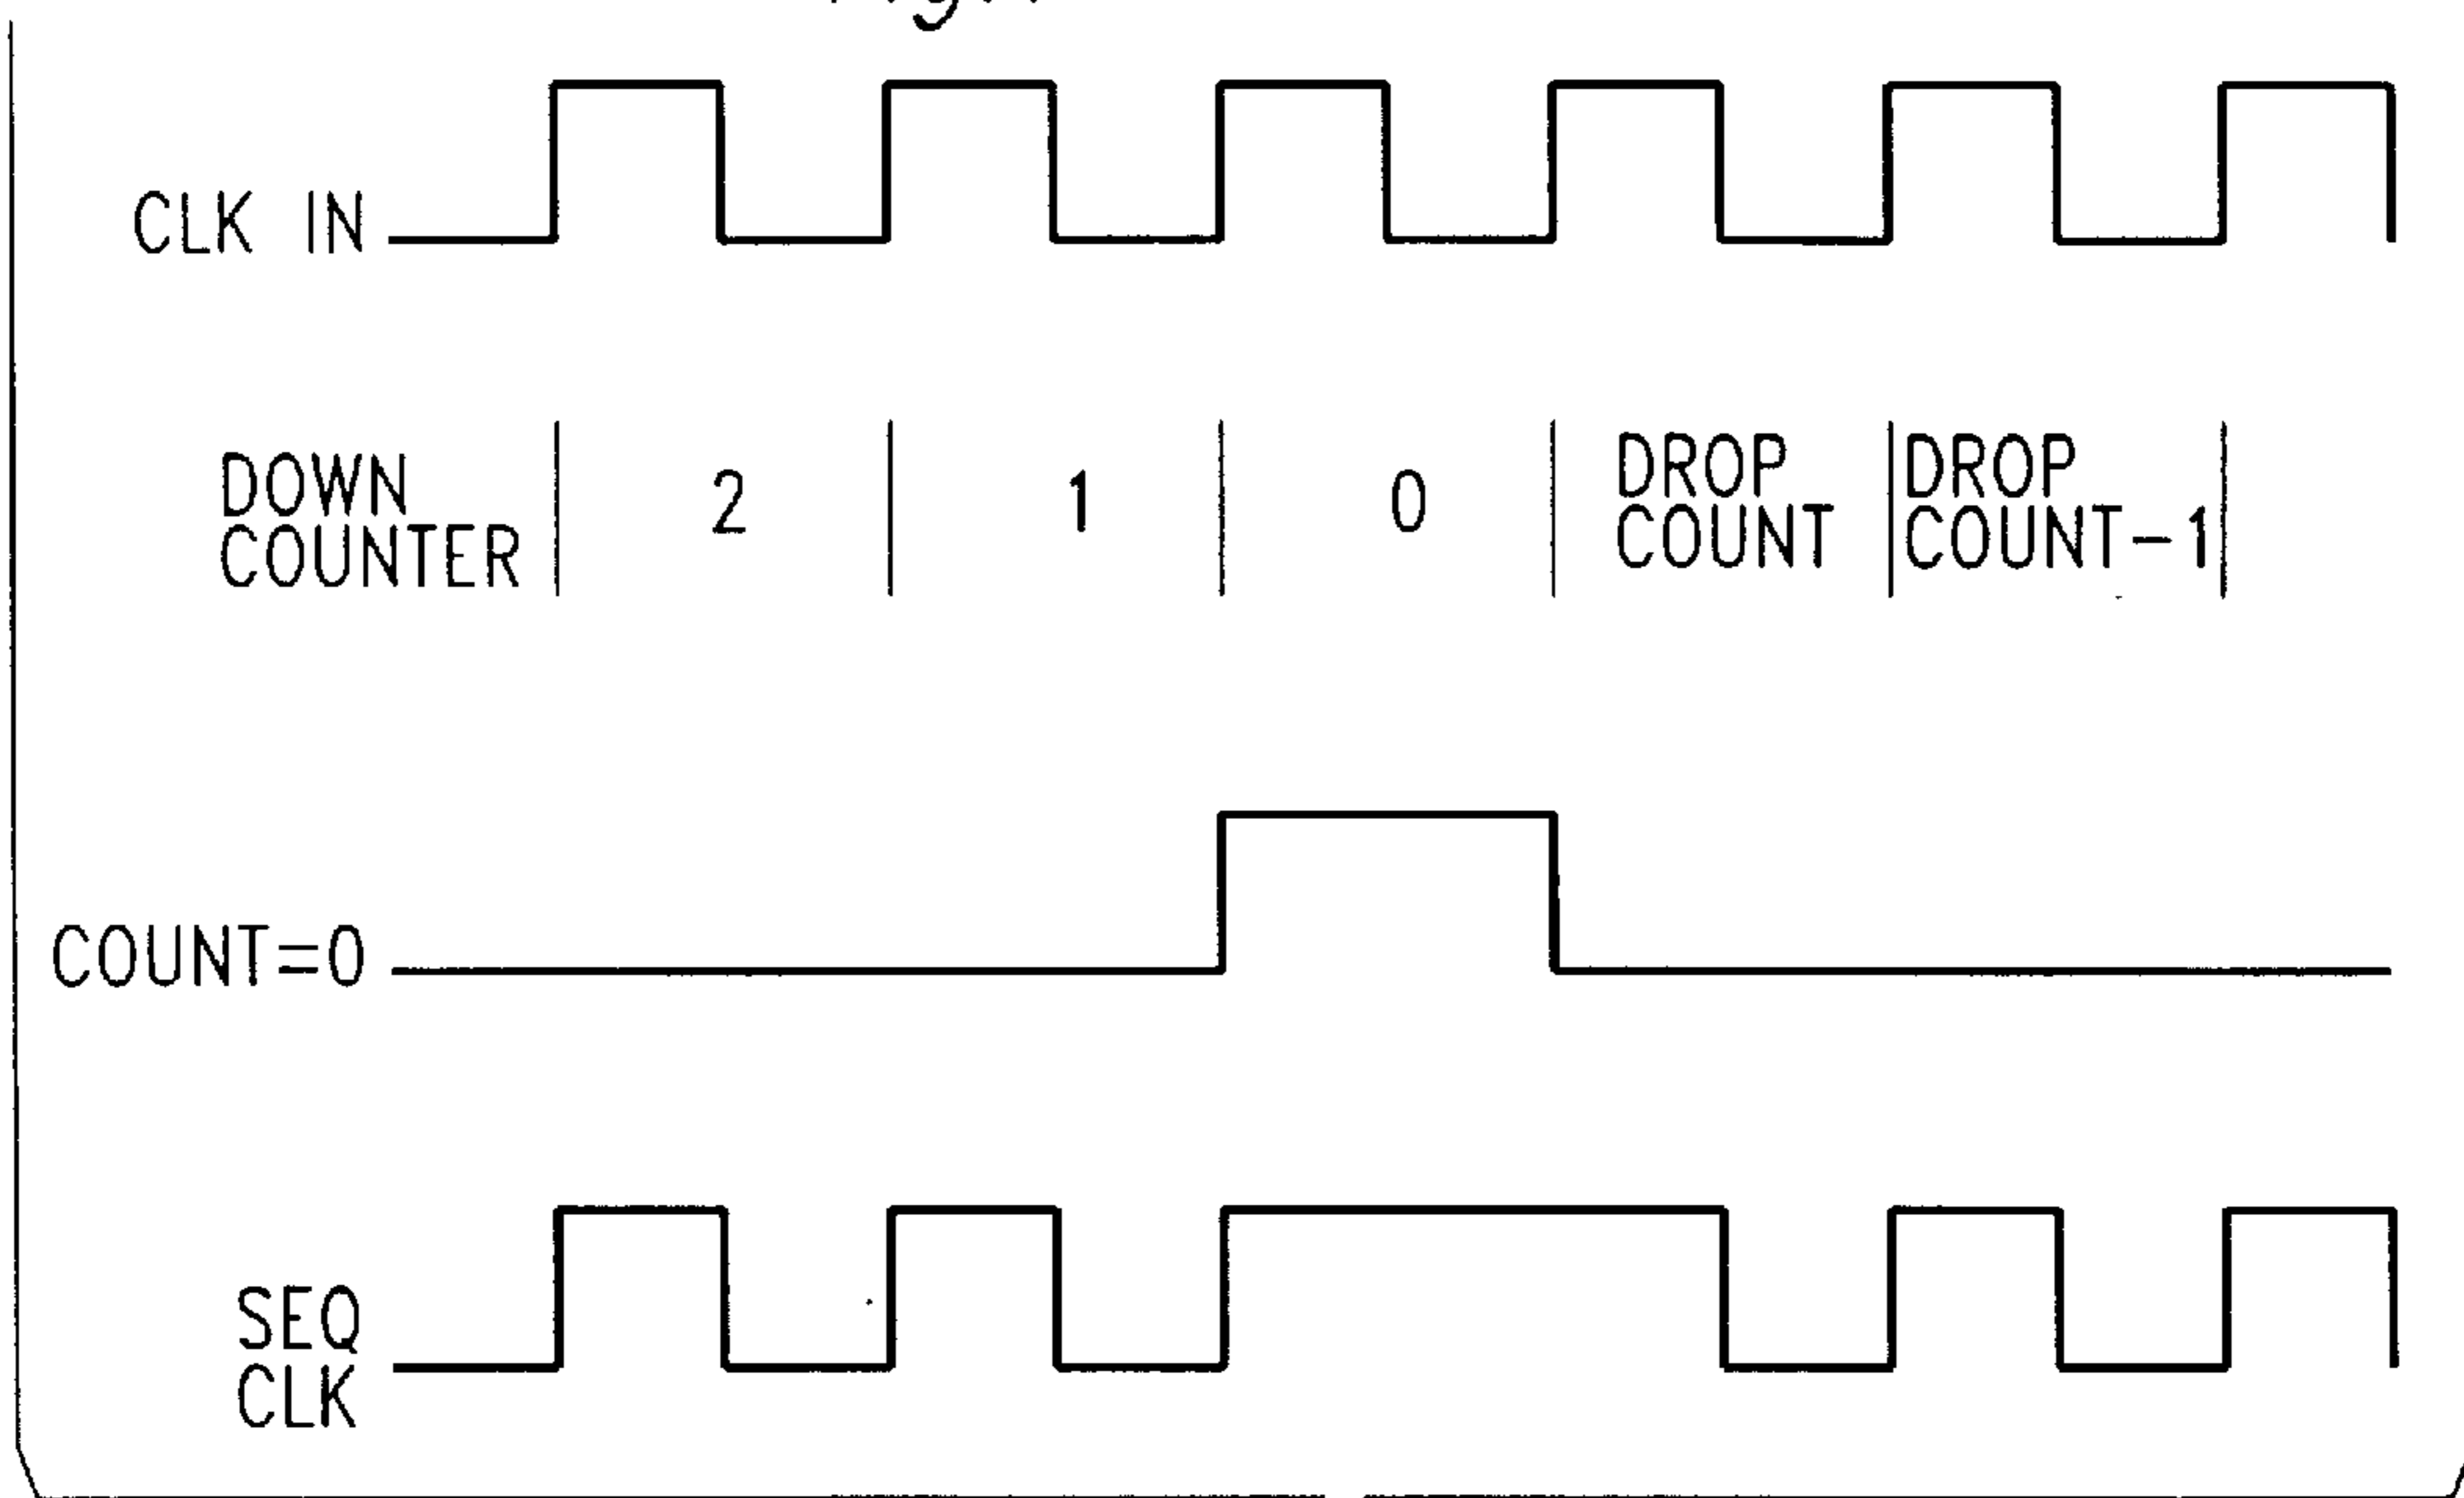 CLK IN
DOWN
COUNTER
2
1
0
DROP
COUNT
DROP
COUNT-1
COUNT=0
SEQ
CLK